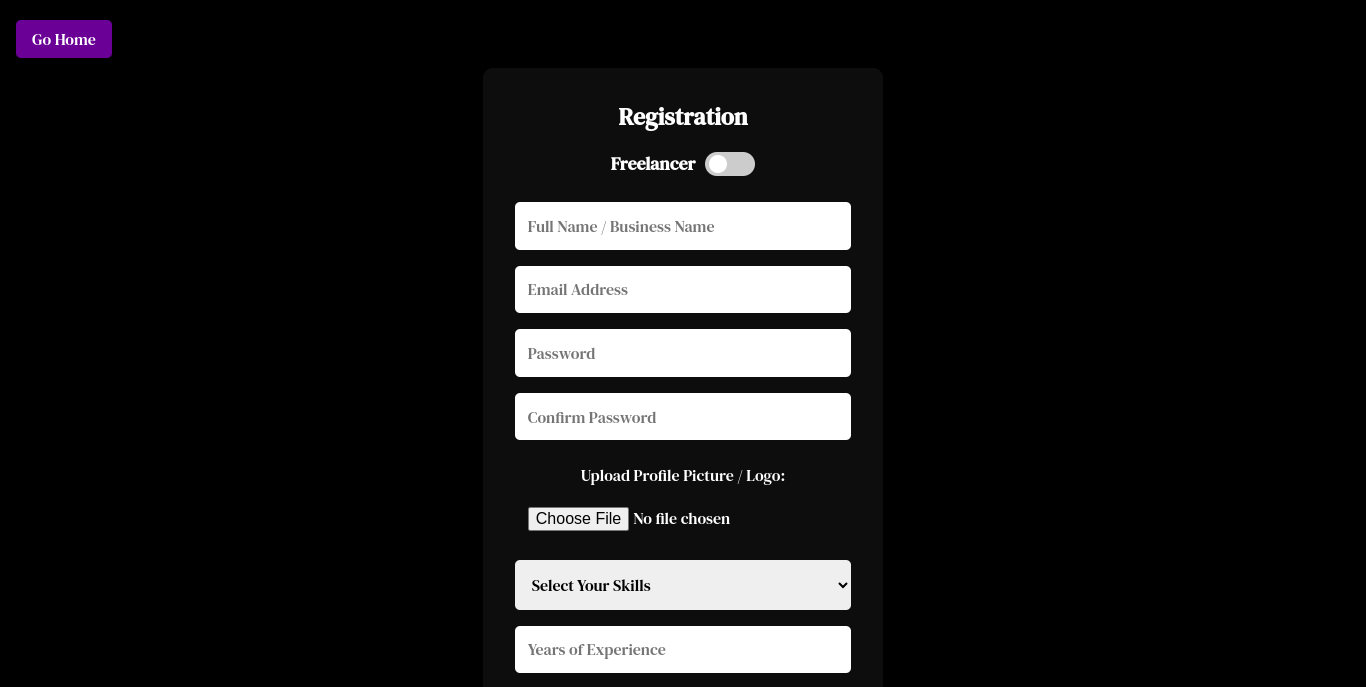 Go Home
Registration
Freelancer
Full Name / Business Name
Email Address
Password
Confirm Password
Upload Profile Picture / Logo:
Choose File No file chosen
Select Your Skills
Years of Experience